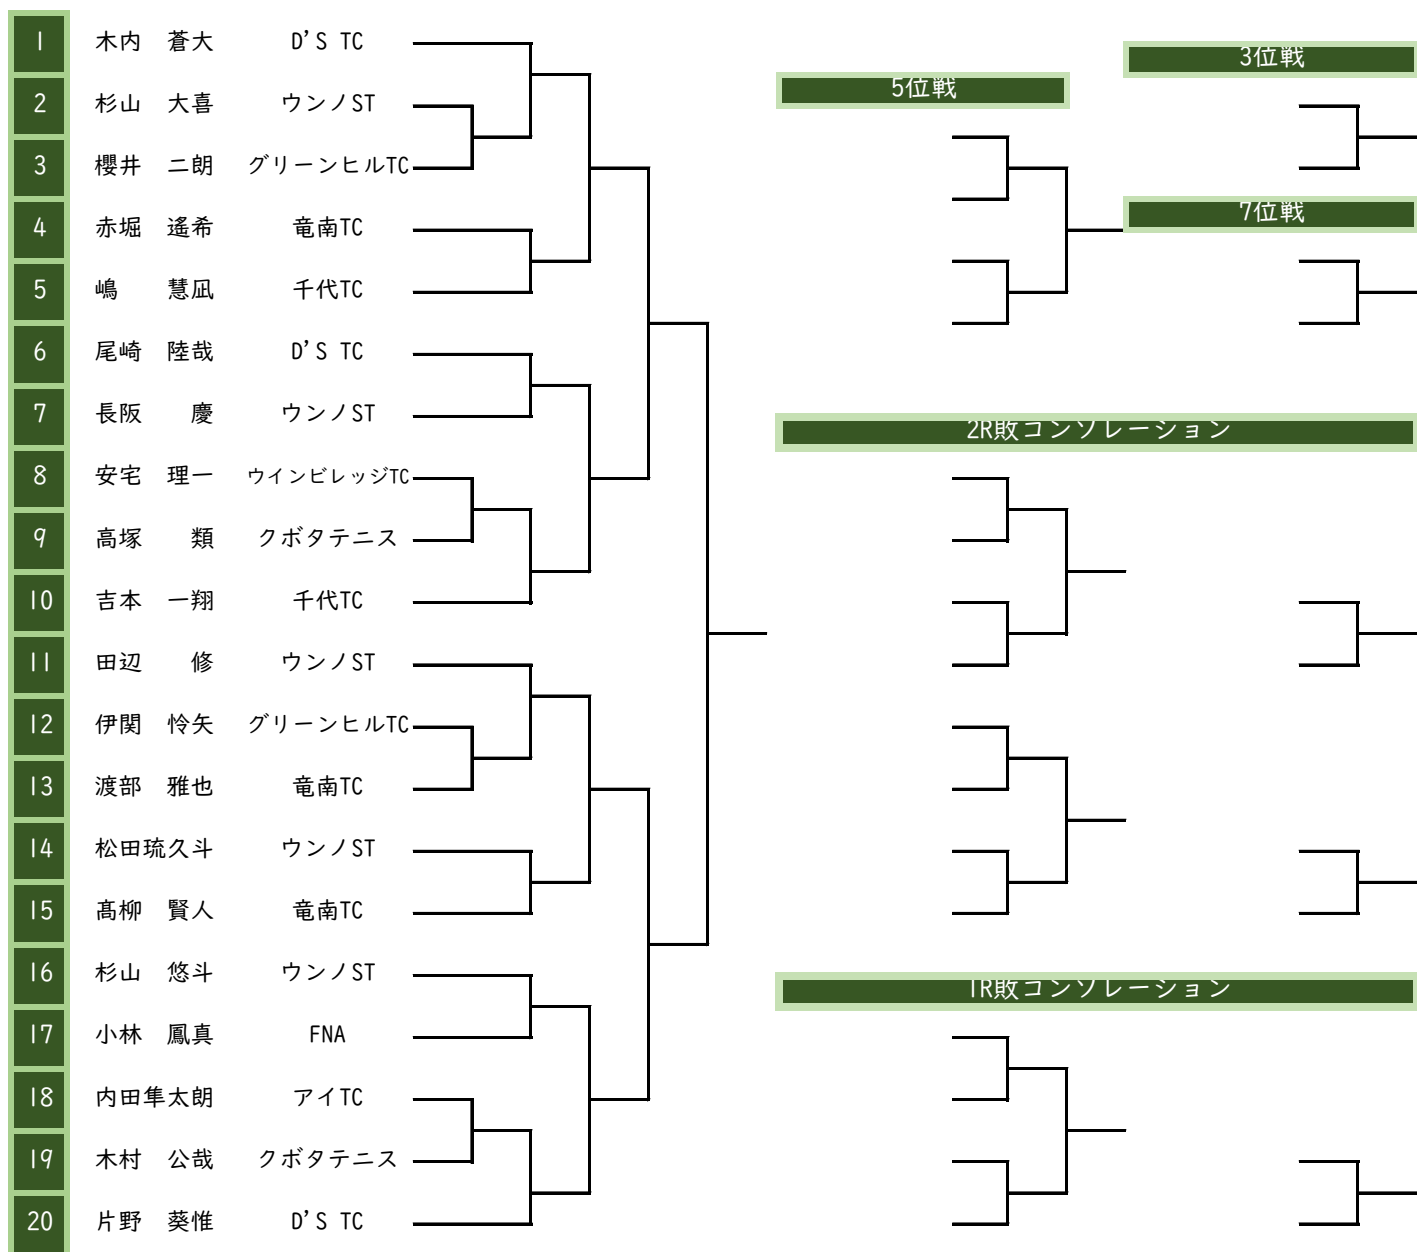 1 木内　蒼大 D'S TC
2 杉山　大喜 ウンノST
3 櫻井　二朗 グリーンヒルTC
4 赤堀　遙希 竜南TC
5 嶋　　慧凪 千代TC
6 尾崎　陸哉 D'S TC
7 長阪　　慶 ウンノST
8 安宅　理一 ウインビレッジTC
9 高塚　　類 クボタテニス
10 吉本　一翔 千代TC
11 田辺　　修 ウンノST
12 伊関　怜矢 グリーンヒルTC
13 渡部　雅也 竜南TC
14 松田琉久斗 ウンノST
15 髙柳　賢人 竜南TC
16 杉山　悠斗 ウンノST
17 小林　鳳真 FNA
18 内田隼太朗 アイTC
19 木村　公哉 クボタテニス
20 片野　葵惟 D'S TC
5位戦
3位戦
7位戦
2R敗コンソレーション
1R敗コンソレーション